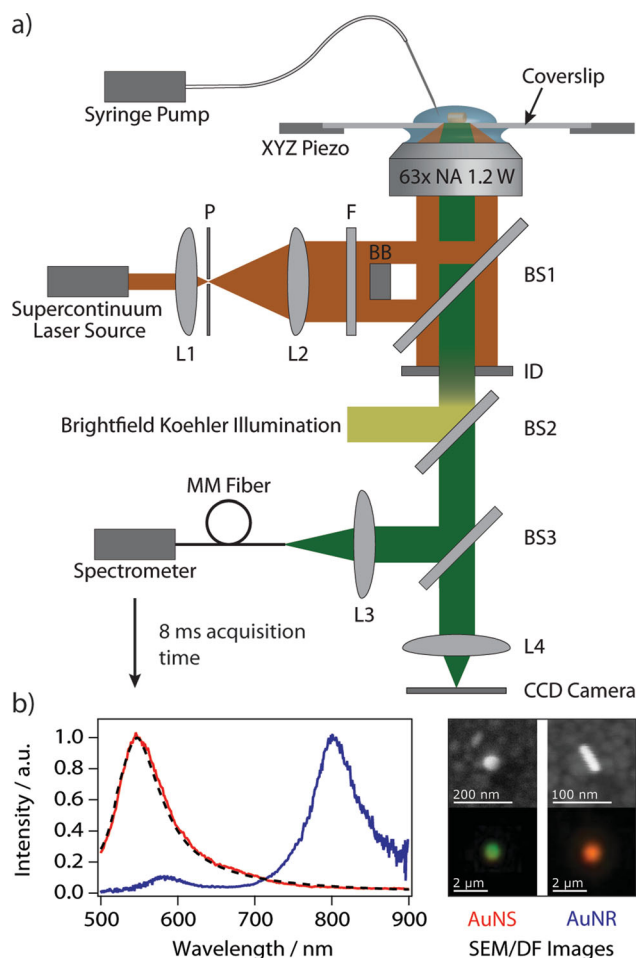 a)
Syringe Pump
Coverslip
XYZ Piezo
63x NA 1.2 W
P
F
BB
BS1
Supercontinuum
Laser Source
L1
L2
ID
Brightfield Koehler Illumination
BS2
MM Fiber
BS3
Spectrometer
L3
8 ms acquisition
time
L4
CCD Camera
b)
Intensity / a.u.
1.0
0.8
0.6
0.4
0.2
0.0
500 600 700 800 900
Wavelength / nm
200 nm
100 nm
2 µm
2 µm
AuNS
AuNR
SEM/DF Images